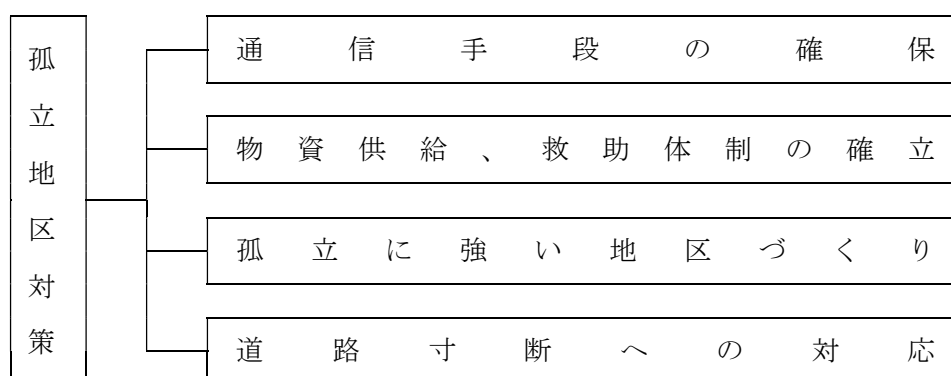 孤立地区対策
通信手段の確保
物資供給、救助体制の確立
孤立に強い地区づくり
道路寸断への対応